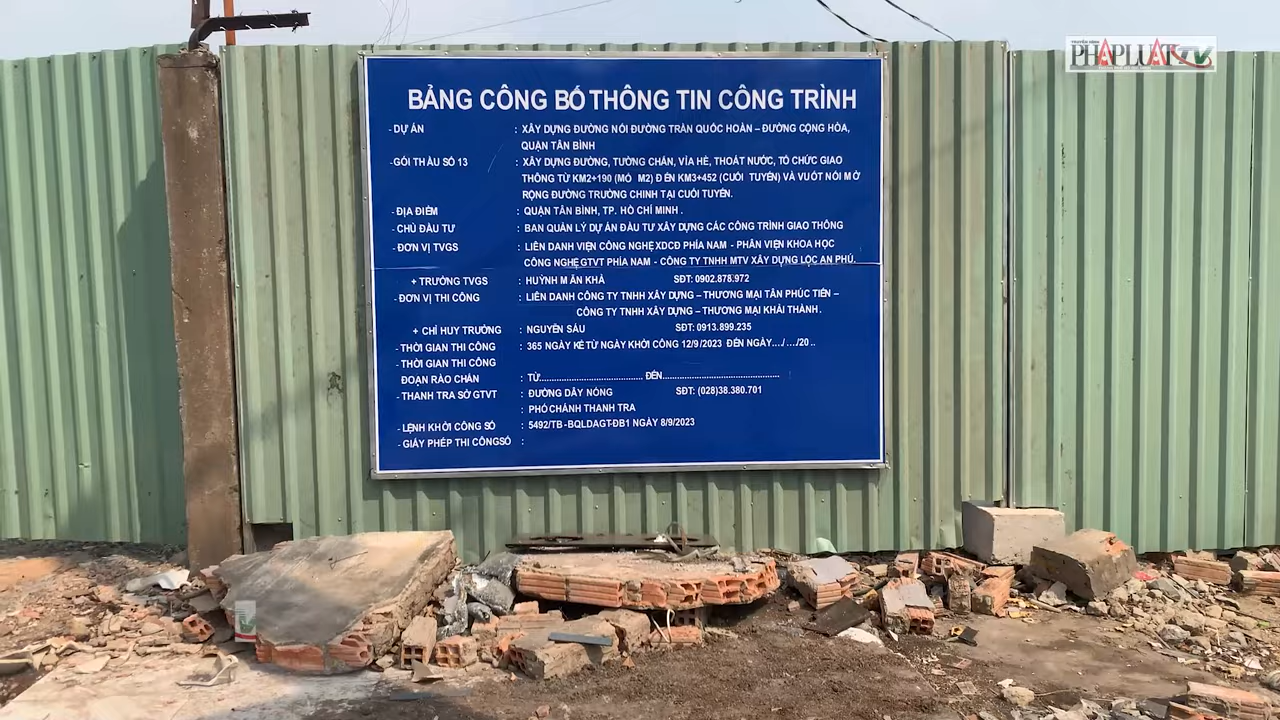 PHÁP LUẬT TV
BẢNG CÔNG BỐ THÔNG TIN CÔNG TRÌNH
- DỰ ÁN : XÂY DỰNG ĐƯỜNG NỐI ĐƯỜNG TRẦN QUỐC HOÀN – ĐƯỜNG CỘNG HÒA,
QUẬN TÂN BÌNH
- GÓI THẦU SỐ 13 : XÂY DỰNG ĐƯỜNG, TƯỜNG CHẮN, VỈA HÈ, THOÁT NƯỚC, TỔ CHỨC GIAO
THÔNG TỪ KM2+190 (MỐ M2) ĐẾN KM3+452 (CUỐI TUYẾN) VÀ VUỐT NỐI MỞ
RỘNG ĐƯỜNG TRƯỜNG CHINH TẠI CUỐI TUYẾN.
- ĐỊA ĐIỂM : QUẬN TÂN BÌNH, TP. HỒ CHÍ MINH .
- CHỦ ĐẦU TƯ : BAN QUẢN LÝ DỰ ÁN ĐẦU TƯ XÂY DỰNG CÁC CÔNG TRÌNH GIAO THÔNG
- ĐƠN VỊ TVGS : LIÊN DANH VIỆN CÔNG NGHỆ XDCĐ PHÍA NAM - PHÂN VIỆN KHOA HỌC
CÔNG NGHỆ GTVT PHÍA NAM - CÔNG TY TNHH MTV XÂY DỰNG LỘC AN PHÚ.
+ TRƯỞNG TVGS : HUỲNH MẪN KHẢ SĐT: 0902.878.972
- ĐƠN VỊ THI CÔNG : LIÊN DANH CÔNG TY TNHH XÂY DỰNG – THƯƠNG MẠI TÂN PHÚC TIẾN –
CÔNG TY TNHH XÂY DỰNG – THƯƠNG MẠI KHẢI THÀNH .
+ CHỈ HUY TRƯỞNG : NGUYỄN SÁU SĐT: 0913.899.235
- THỜI GIAN THI CÔNG : 365 NGÀY KỂ TỪ NGÀY KHỞI CÔNG 12/9/2023 ĐẾN NGÀY..../ ..../20 ..
- THỜI GIAN THI CÔNG
ĐOẠN RÀO CHẮN : TỪ........................................ ĐẾN.............................................
- THANH TRA SỞ GTVT : ĐƯỜNG DÂY NÓNG SĐT: (028)38.380.701
: PHÓ CHÁNH THANH TRA
- LỆNH KHỞI CÔNG SỐ : 5492/TB -BQLDAGT-ĐB1 NGÀY 8/9/2023
- GIẤY PHÉP THI CÔNG SỐ :